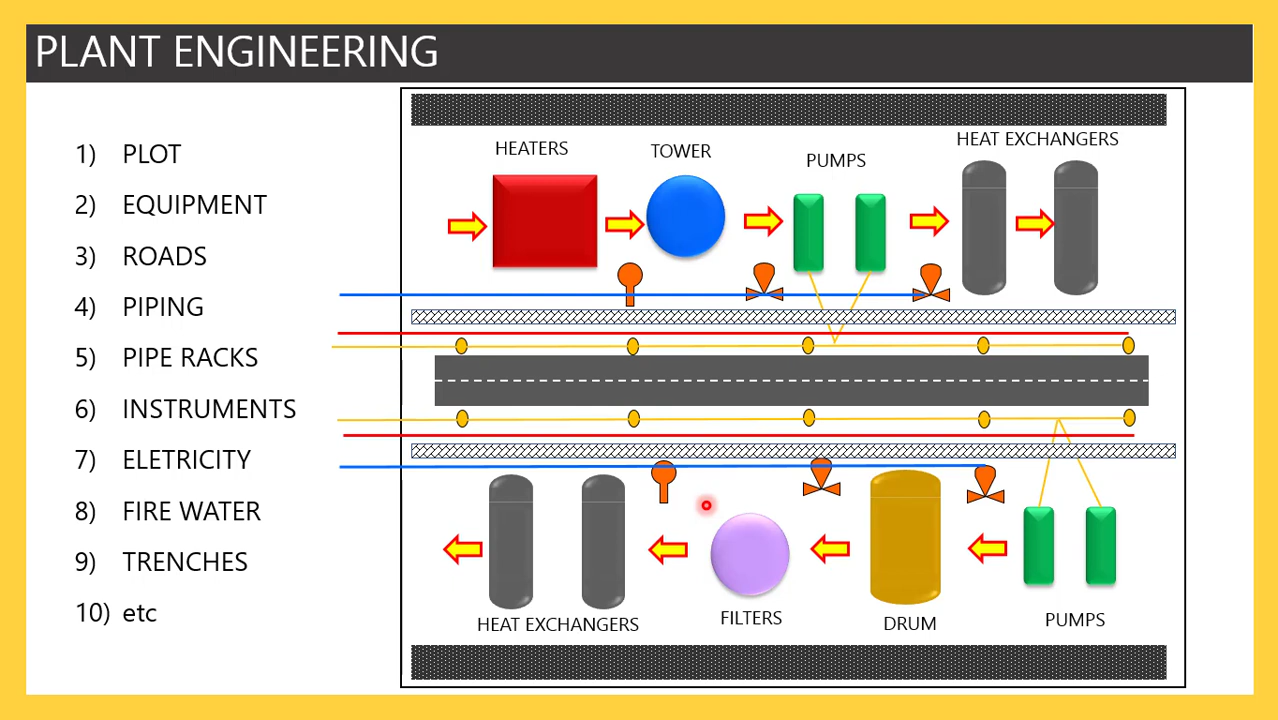 PLANT ENGINEERING
1) PLOT
2) EQUIPMENT
3) ROADS
4) PIPING
5) PIPE RACKS
6) INSTRUMENTS
7) ELETRICITY
8) FIRE WATER
9) TRENCHES
10) etc
HEATERS
TOWER
PUMPS
HEAT EXCHANGERS
HEAT EXCHANGERS
FILTERS
DRUM
PUMPS